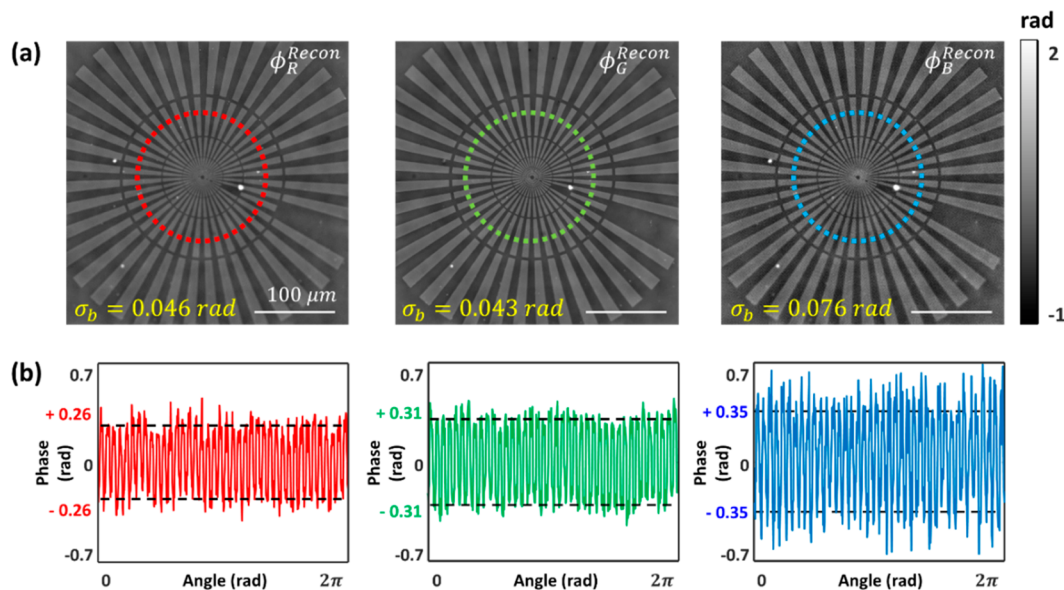 rad
(a)
ϕ_R^Recon
ϕ_G^Recon
ϕ_B^Recon
2
100 μm
σ_b = 0.046 rad
σ_b = 0.043 rad
σ_b = 0.076 rad
-1
(b)
0.7
+ 0.26
Phase
(rad)
0
- 0.26
-0.7
0
Angle (rad)
2π
0.7
+ 0.31
Phase
(rad)
0
- 0.31
-0.7
0
Angle (rad)
2π
0.7
+ 0.35
Phase
(rad)
0
- 0.35
-0.7
0
Angle (rad)
2π